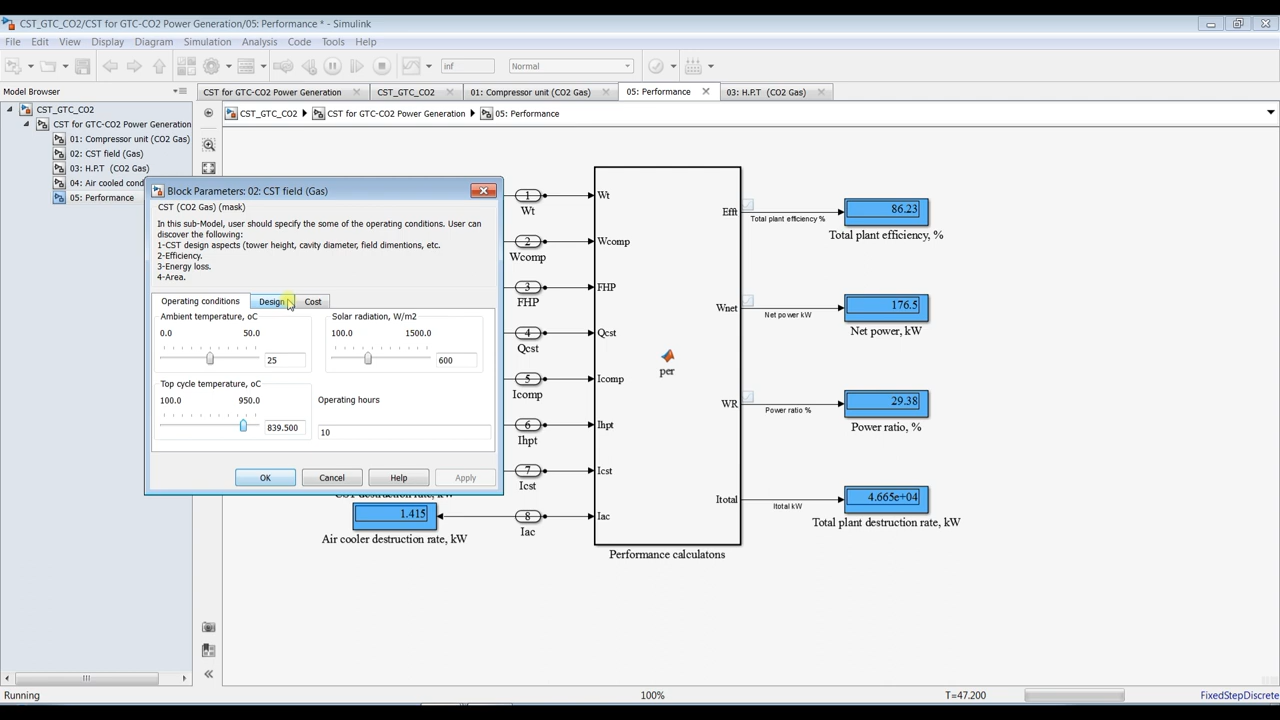 CST_GTC_CO2/CST for GTC-CO2 Power Generation/05: Performance * - Simulink
File Edit View Display Diagram Simulation Analysis Code Tools Help
inf
Normal
Model Browser
CST for GTC-CO2 Power Generation
CST_GTC_CO2
01: Compressor unit (CO2 Gas)
05: Performance
03: H.P.T (CO2 Gas)
CST_GTC_CO2
CST for GTC-CO2 Power Generation
01: Compressor unit (CO2 Gas)
02: CST field (Gas)
03: H.P.T (CO2 Gas)
04: Air cooled cond
05: Performance
CST_GTC_CO2
CST for GTC-CO2 Power Generation
05: Performance
Block Parameters: 02: CST field (Gas)
CST (CO2 Gas) (mask)
In this sub-Model, user should specify the some of the operating conditions. User can
discover the following:
1-CST design aspects (tower height, cavity diameter, field dimentions, etc.
2-Efficiency.
3-Energy loss.
4-Area.
Operating conditions
Design
Cost
Ambient temperature, oC
0.0
50.0
25
Solar radiation, W/m2
100.0
1500.0
600
Top cycle temperature, oC
100.0
950.0
839.500
Operating hours
10
OK
Cancel
Help
Apply
1
Wt
2
Wcomp
3
FHP
4
Qcst
5
Icomp
6
Ihpt
7
Icst
8
Iac
Wt
Wcomp
FHP
Qcst
Icomp
Ihpt
Icst
Iac
per
Efft
Wnet
WR
Itotal
Performance calculatons
Total plant efficiency %
86.23
Total plant efficiency, %
Net power kW
176.5
Net power, kW
Power ratio %
29.38
Power ratio, %
Itotal kW
4.665e+04
Total plant destruction rate, kW
CST destruction rate, kW
1.415
Air cooler destruction rate, kW
Running
100%
T=47.200
FixedStepDiscrete